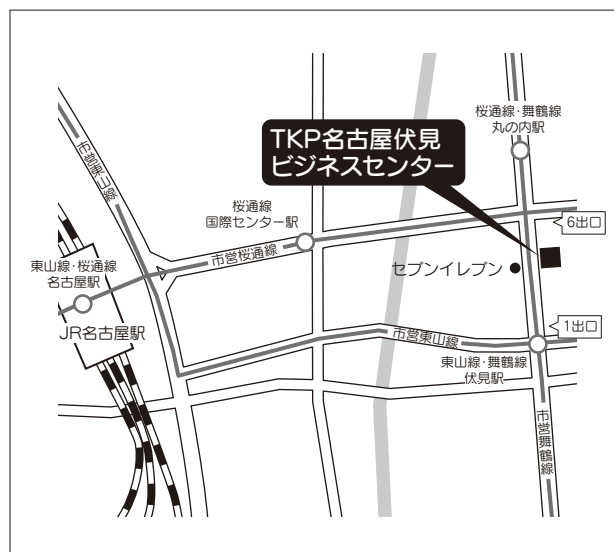 桜通線・舞鶴線
丸の内駅
TKP名古屋伏見
ビジネスセンター
市営東山線
桜通線
国際センター駅
6出口
市営桜通線
セブンイレブン
東山線・桜通線
名古屋駅
JR名古屋駅
1出口
市営東山線
東山線・舞鶴線
伏見駅
市営舞鶴線